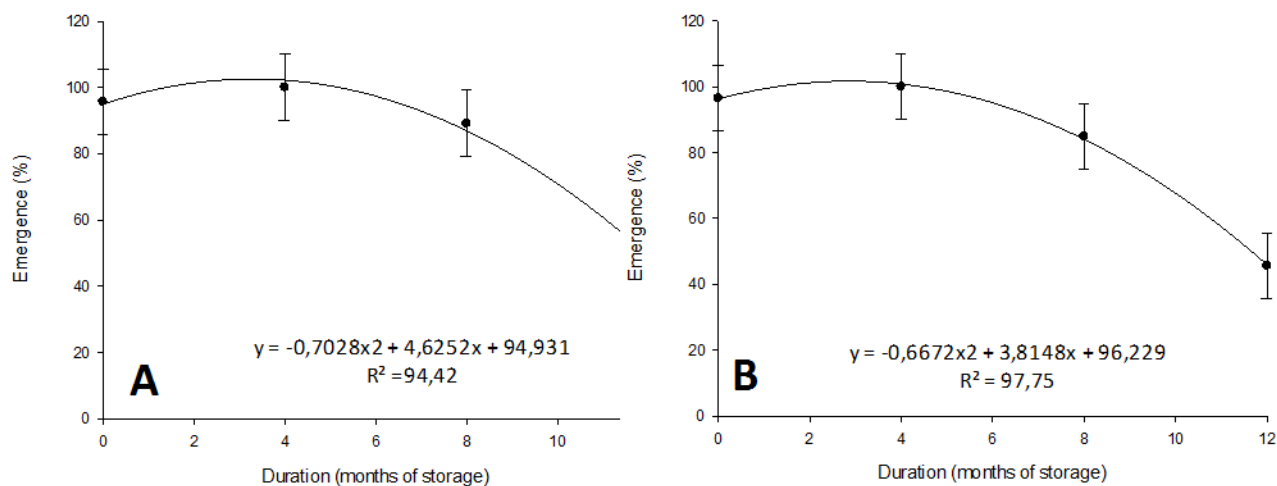 120
100
80
60
40
20
0
Emergence (%)
0 2 4 6 8 10
Duration (months of storage)
y = -0,7028x2 + 4,6252x + 94,931
R² =94,42
A
120
100
80
60
40
20
0
Emergence (%)
0 2 4 6 8 10 12
Duration (months of storage)
y = -0,6672x2 + 3,8148x + 96,229
R² = 97,75
B